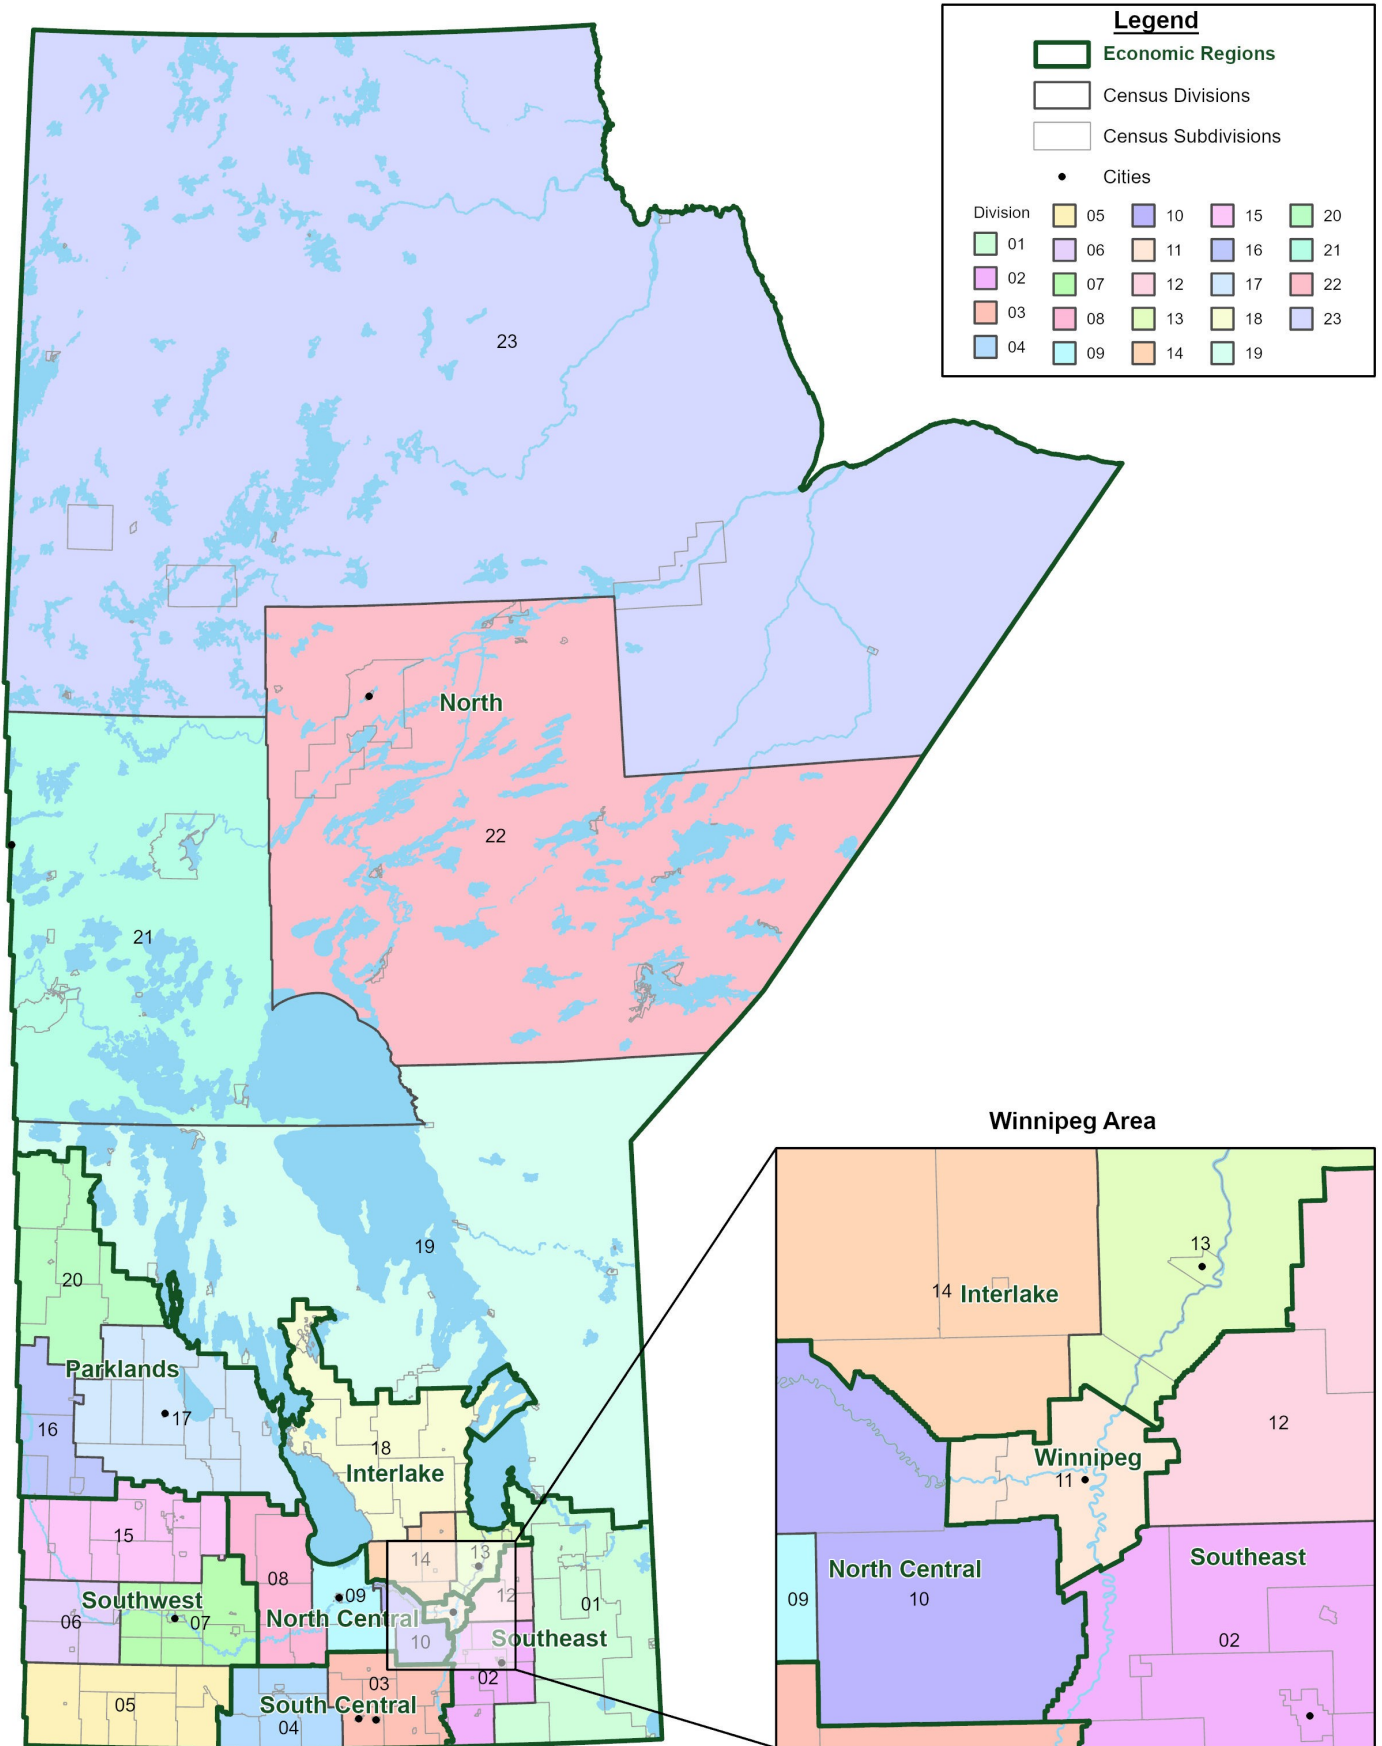 Legend
Economic Regions
Census Divisions
Census Subdivisions
Cities
Division
01
02
03
04
05
06
07
08
09
10
11
12
13
14
15
16
17
18
19
20
21
22
23
23
North
22
21
19
20
Parklands
16
17
18
Interlake
15
14
13
08
09
12
01
Southwest
06
07
North Central
10
Southeast
02
03
05
South Central
04
Winnipeg Area
13
14 Interlake
12
Winnipeg
11
North Central
Southeast
09
10
02